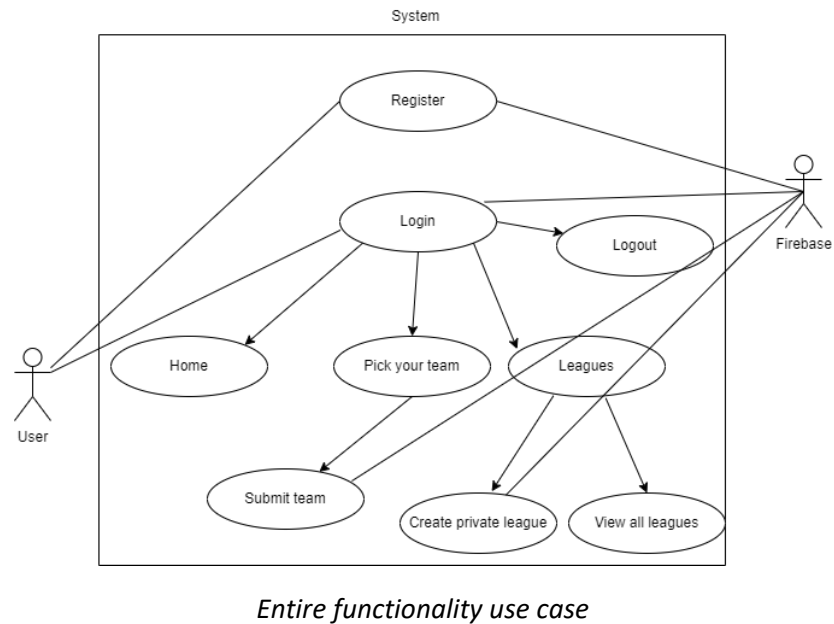 System
Register
Login
Logout
Firebase
Home
Pick your team
Leagues
User
Submit team
Create private league
View all leagues
Entire functionality use case